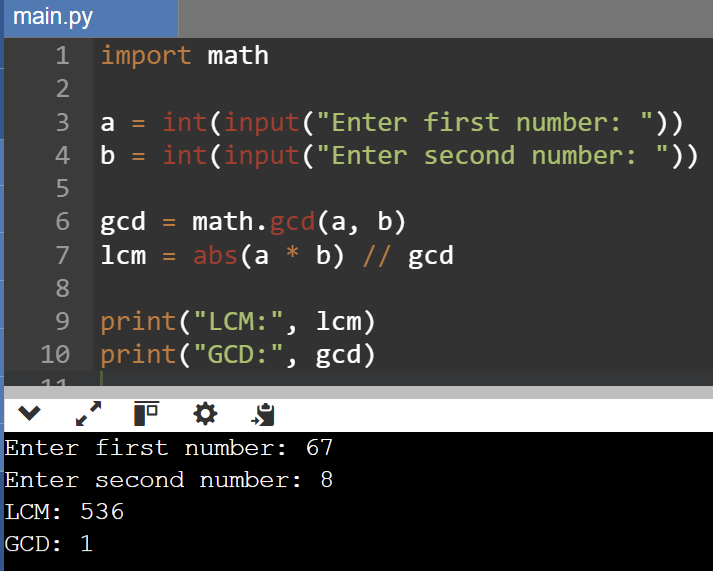 main.py
1 import math
2
3 a = int(input("Enter first number: "))
4 b = int(input("Enter second number: "))
5
6 gcd = math.gcd(a, b)
7 lcm = abs(a * b) // gcd
8
9 print("LCM:", lcm)
10 print("GCD:", gcd)
11
Enter first number: 67
Enter second number: 8
LCM: 536
GCD: 1